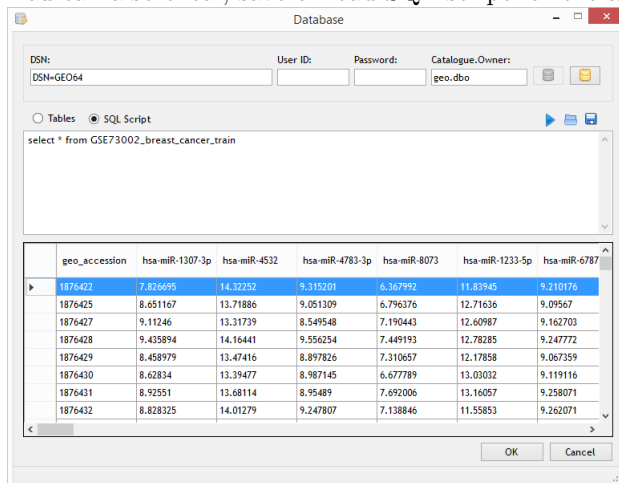 Database
DSN: User ID: Password: Catalogue.Owner:
DSN=GEO64 geo.dbo
Tables SQL Script
select * from GSE73002_breast_cancer_train
geo_accession hsa-miR-1307-3p hsa-miR-4532 hsa-miR-4783-3p hsa-miR-8073 hsa-miR-1233-5p hsa-miR-6787
1876422 7.826695 14.32252 9.315201 6.367992 11.83945 9.210176
1876425 8.651167 13.71886 9.051309 6.796376 12.71636 9.09567
1876427 9.11246 13.31739 8.549548 7.190443 12.60987 9.162703
1876428 9.435894 14.16441 9.556254 7.449193 12.78285 9.247772
1876429 8.458979 13.47416 8.897826 7.310657 12.17858 9.067359
1876430 8.62834 13.39477 8.987145 6.677789 13.03032 9.119116
1876431 8.92551 13.68114 8.95489 7.692006 13.16057 9.258071
1876432 8.828325 14.01279 9.247807 7.138846 11.55853 9.262071
OK Cancel